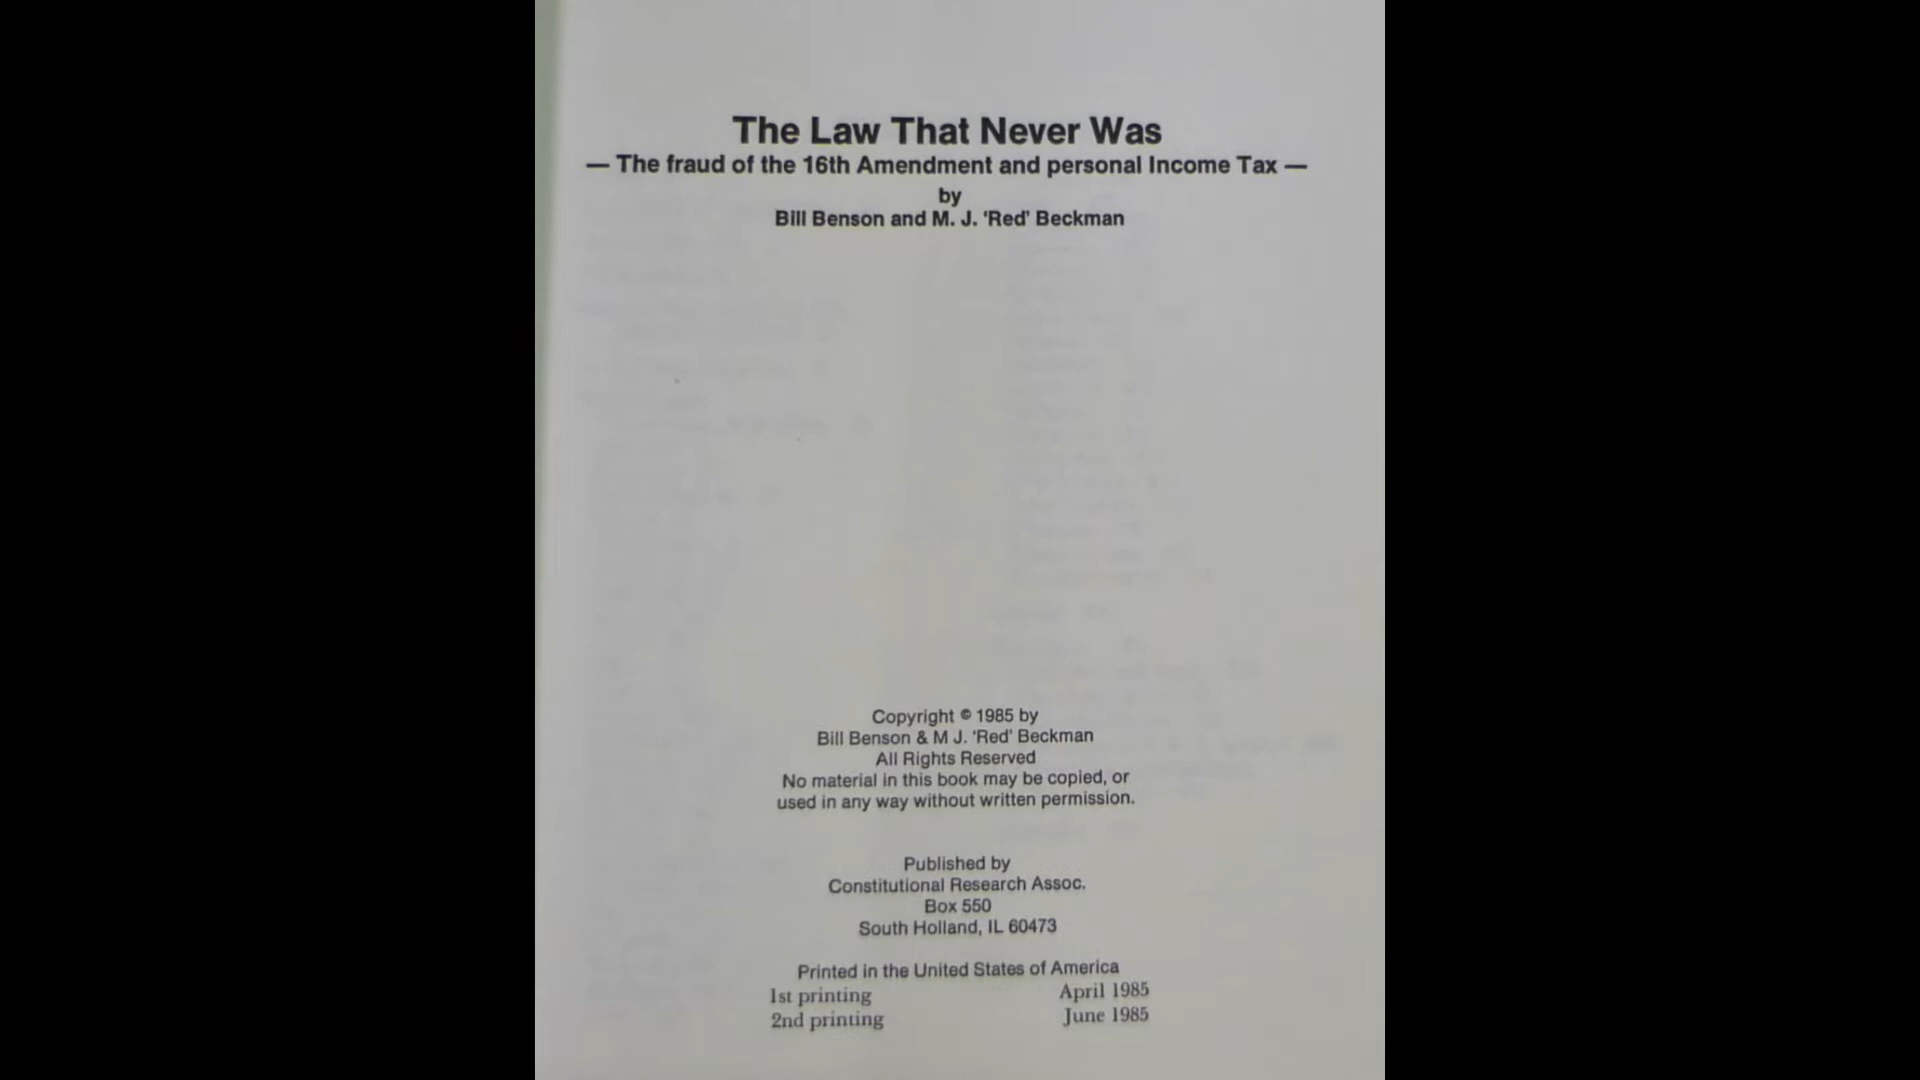 The Law That Never Was
— The fraud of the 16th Amendment and personal Income Tax —
by
Bill Benson and M. J. ‘Red’ Beckman
Copyright © 1985 by
Bill Benson & M J. ‘Red’ Beckman
All Rights Reserved
No material in this book may be copied, or
used in any way without written permission.
Published by
Constitutional Research Assoc.
Box 550
South Holland, IL 60473
Printed in the United States of America
1st printing April 1985
2nd printing June 1985